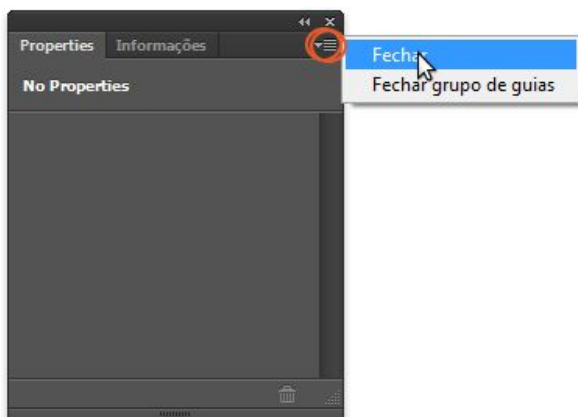 Properties Informações
No Properties
Fechar
Fechar grupo de guias